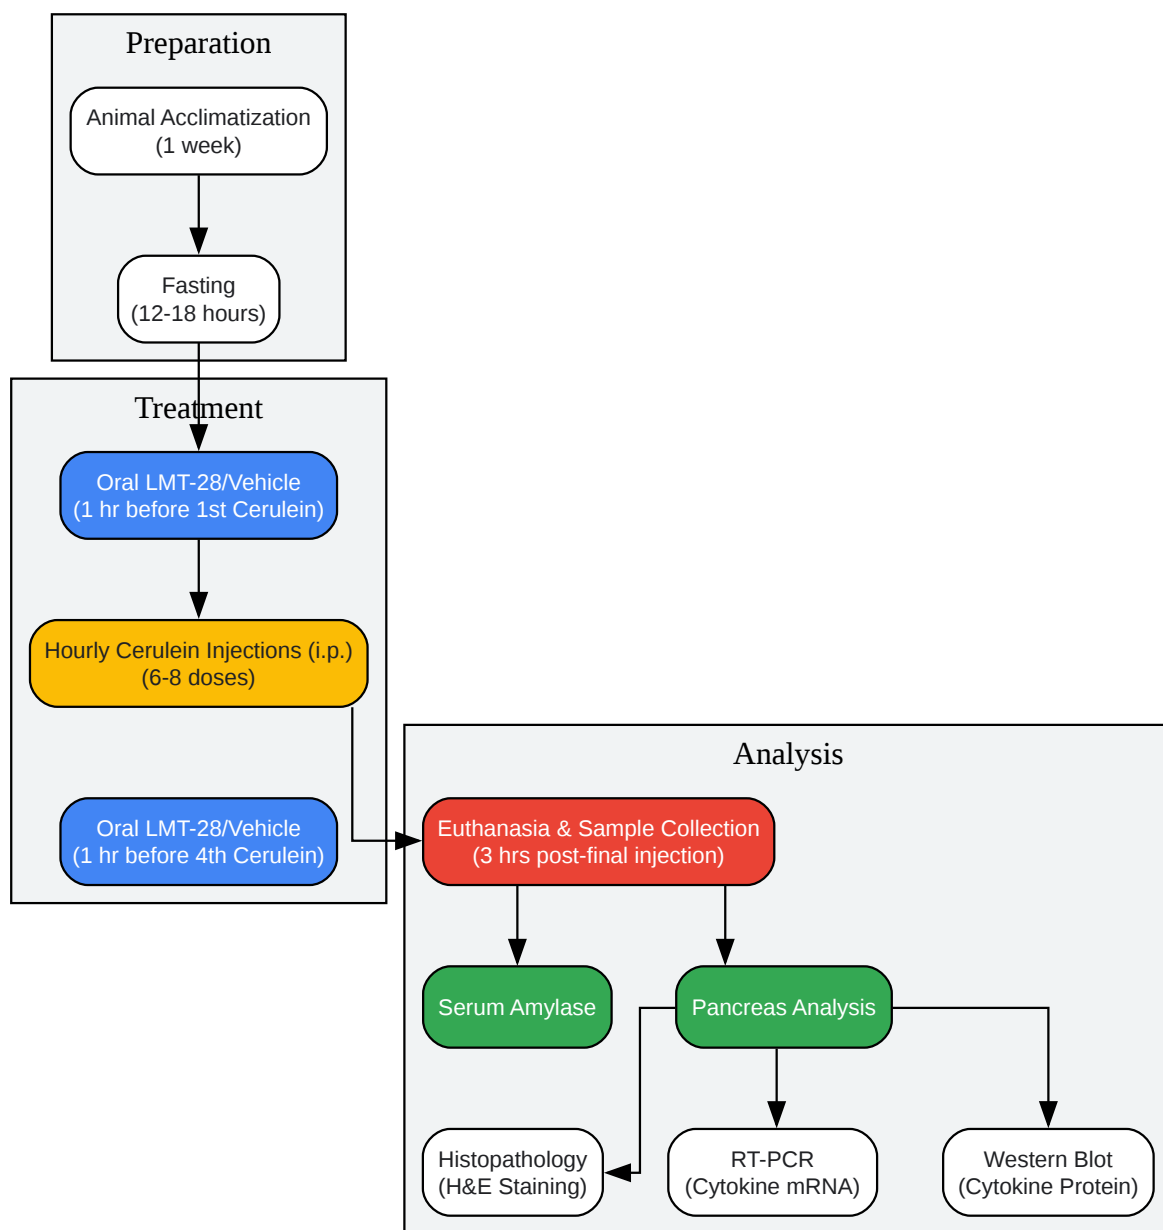 Preparation
Animal Acclimatization
(1 week)
Fasting
(12-18 hours)
Treatment
Oral LMT-28/Vehicle
(1 hr before 1st Cerulein)
Hourly Cerulein Injections (i.p.)
(6-8 doses)
Oral LMT-28/Vehicle
(1 hr before 4th Cerulein)
Analysis
Euthanasia & Sample Collection
(3 hrs post-final injection)
Serum Amylase
Pancreas Analysis
Histopathology
(H&E Staining)
RT-PCR
(Cytokine mRNA)
Western Blot
(Cytokine Protein)